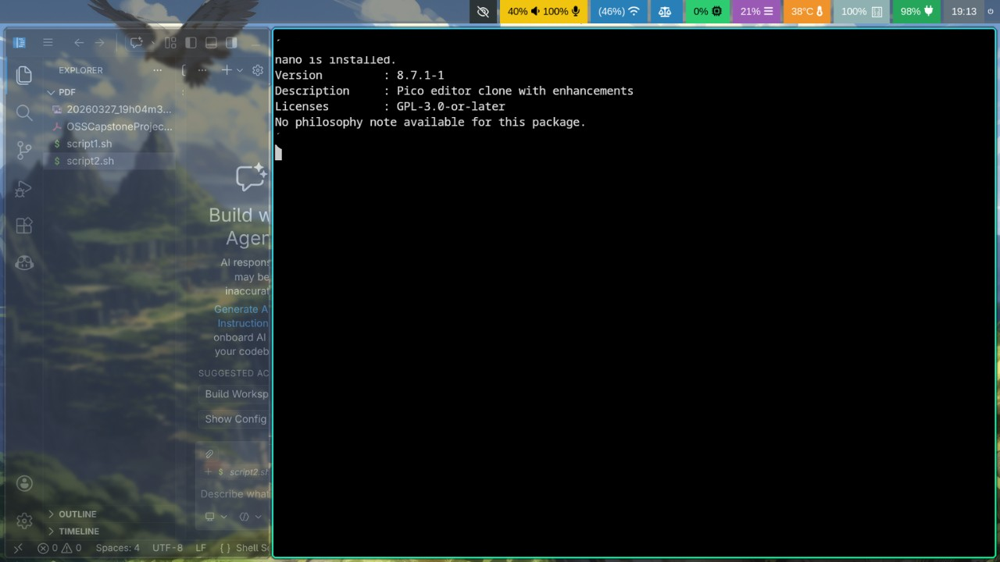 40% 100%
(46%)
0%
21%
38°C
100%
98%
19:13
EXPLORER
PDF
20260327_19h04m3...
OSSCapstoneProjec...
$ script1.sh
$ script2.sh
Build w
Agen
AI respons
may be
inaccurat
Generate A
Instruction
onboard AI
your codeb
SUGGESTED AC
Build Worksp
Show Config
+ $ script2.sh
Describe what
OUTLINE
TIMELINE
0 0 Spaces: 4 UTF-8 LF { } Shell Sc
nano is installed.
Version : 8.7.1-1
Description : Pico editor clone with enhancements
Licenses : GPL-3.0-or-later
No philosophy note available for this package.